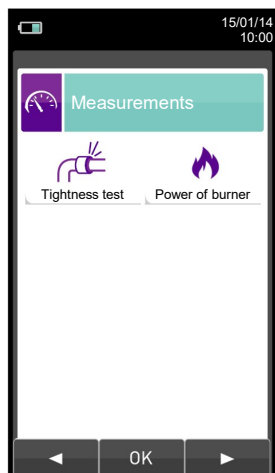 15/01/14
10:00
Measurements
Tightness test
Power of burner
OK